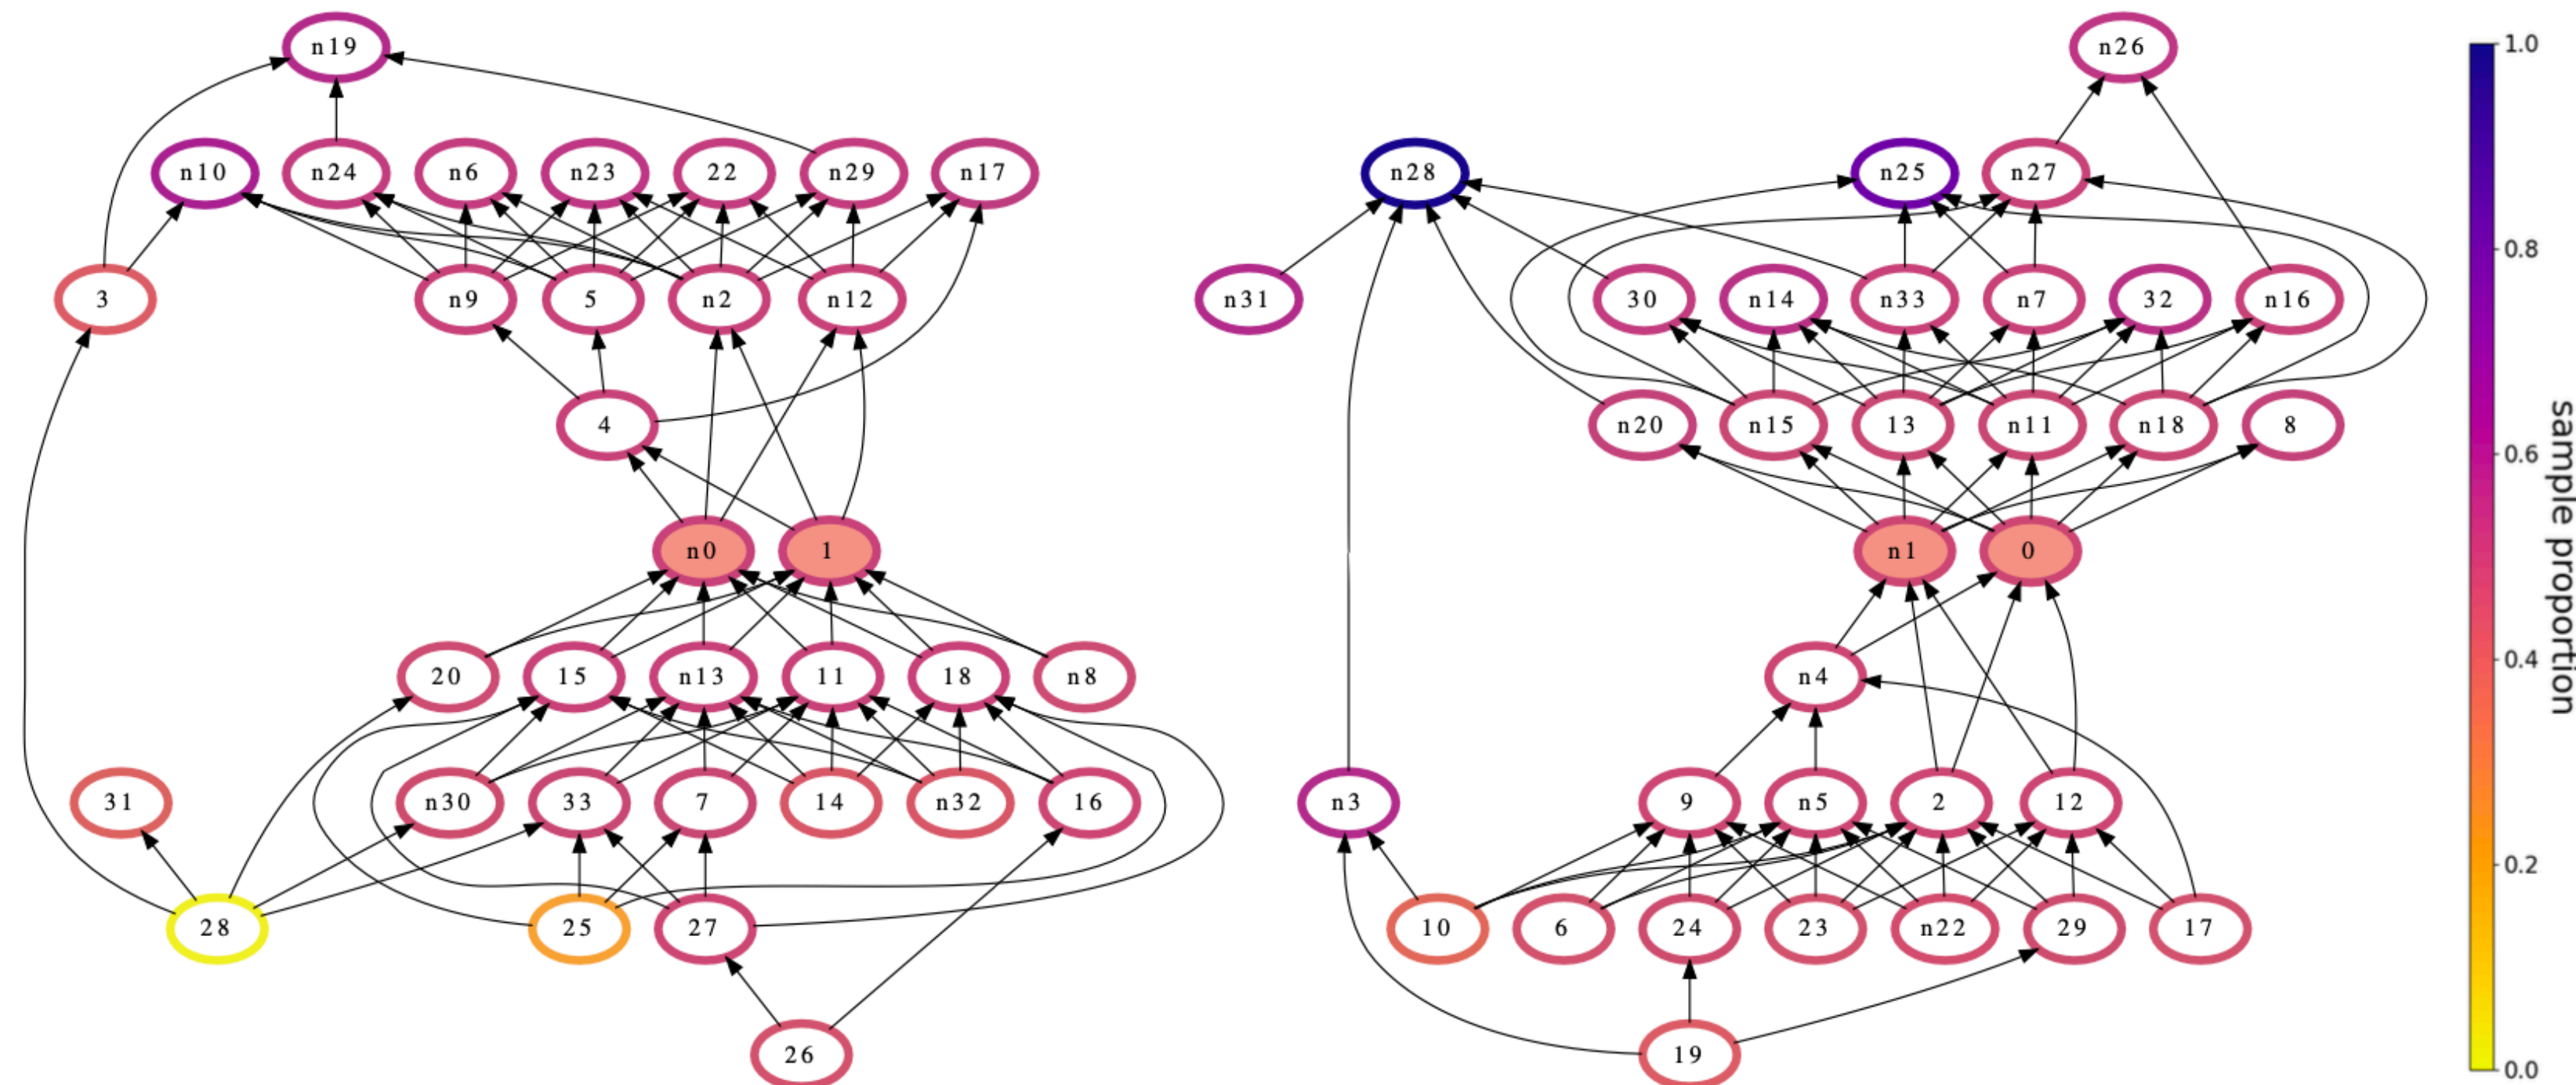 n19
n26
1.0
n10 n24 n6 n23 22 n29 n17
n28 n25 n27
0.8
3 n9 5 n2 n12
n31 30 n14 n33 n7 32 n16
4
n20 n15 13 n11 n18 8
0.6
n0 1
n1 0
sample proportion
20 15 n13 11 18 n8
n4
0.4
31 n30 33 7 14 n32 16
n3 9 n5 2 12
0.2
28 25 27
10 6 24 23 n22 29 17
26
19
0.0